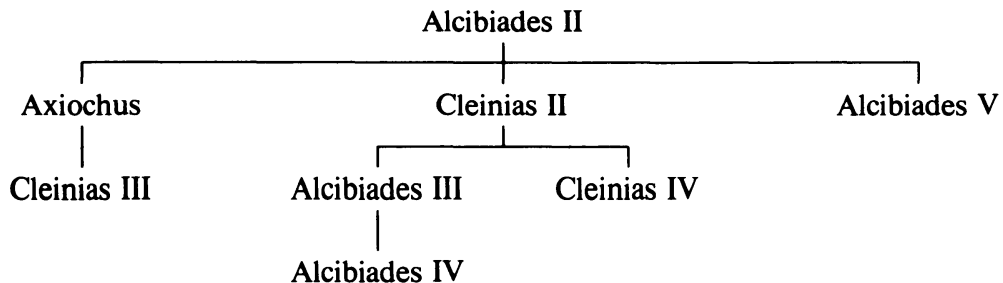 Alcibiades II
Axiochus Cleinias II Alcibiades V
Cleinias III Alcibiades III Cleinias IV
Alcibiades IV